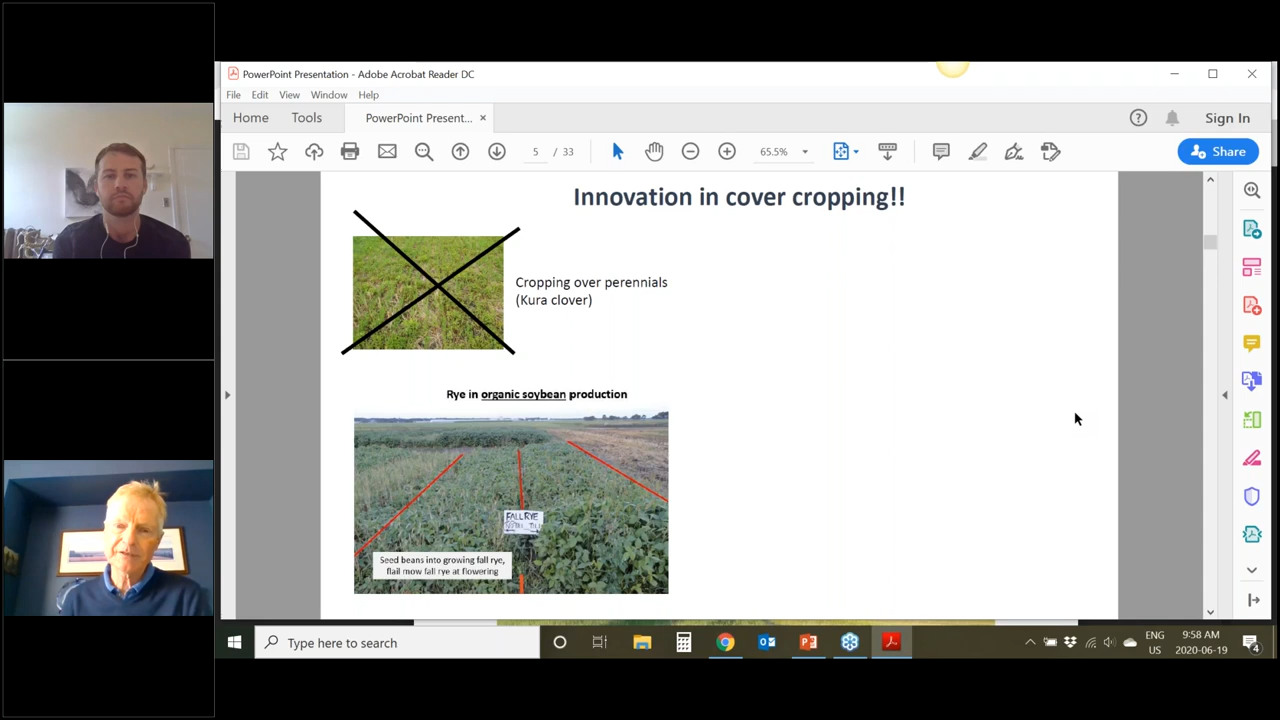 PowerPoint Presentation - Adobe Acrobat Reader DC
File Edit View Window Help
Home Tools PowerPoint Present... ×
Sign In
5 / 33
65.5%
Share
Innovation in cover cropping!!
Cropping over perennials
(Kura clover)
Rye in organic soybean production
FALL RYE
Seed beans into growing fall rye,
flail mow fall rye at flowering
Type here to search
ENG
US
9:58 AM
2020-06-19
4